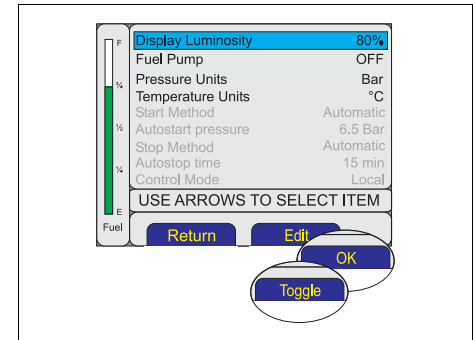 F
¾
½
¼
E
Fuel
Display Luminosity 80%
Fuel Pump OFF
Pressure Units Bar
Temperature Units °C
Start Method Automatic
Autostart pressure 6.5 Bar
Stop Method Automatic
Autostop time 15 min
Control Mode Local
USE ARROWS TO SELECT ITEM
Return Edit
OK
Toggle